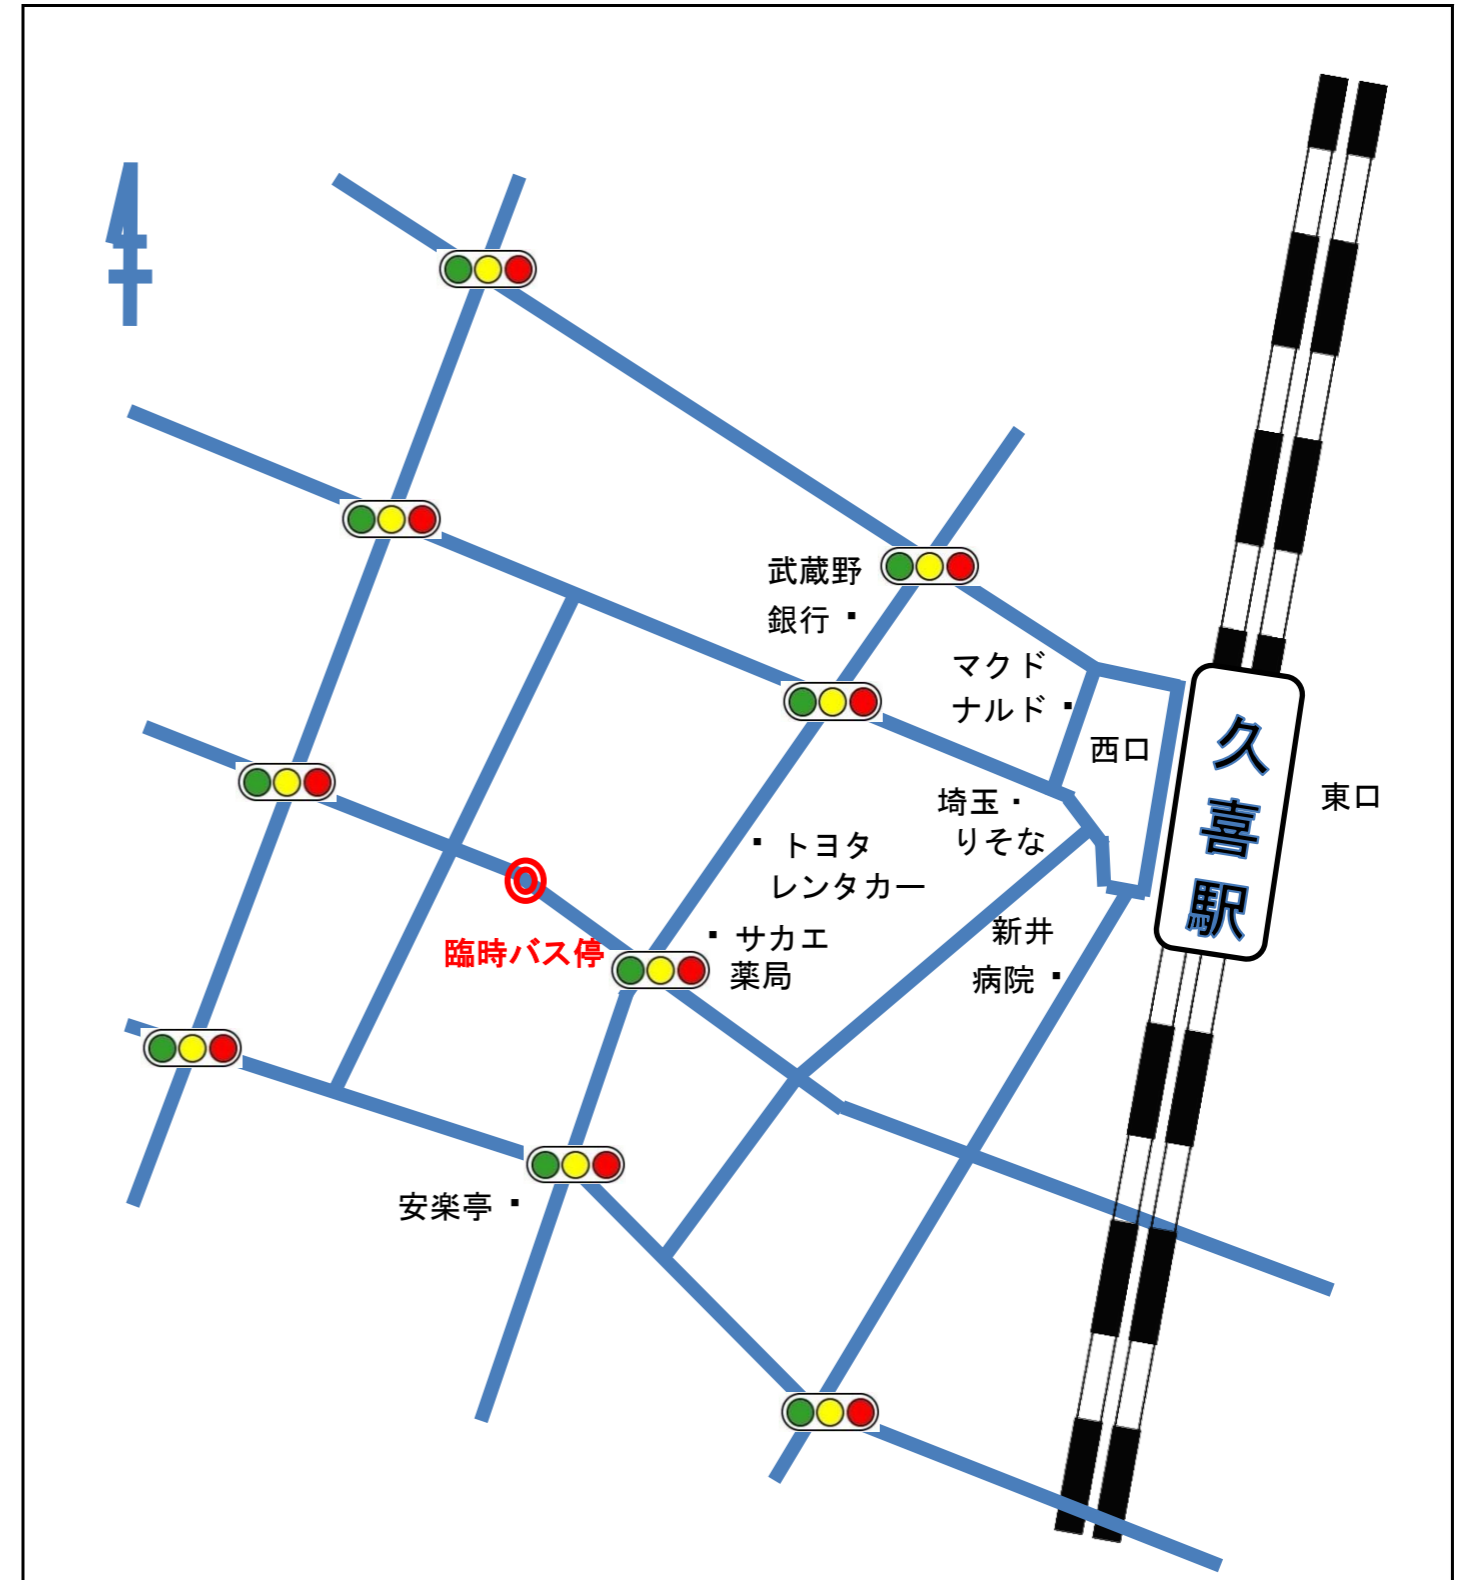 武蔵野
銀行
マクド
ナルド
西口
久喜駅
東口
埼玉
りそな
トヨタ
レンタカー
サカエ
薬局
新井
病院
臨時バス停
安楽亭